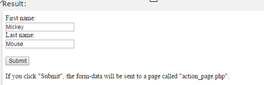 Result:
First name:
Mickey
Last name:
Mouse
Submit
If you click "Submit", the form-data will be sent to a page called "action_page.php".